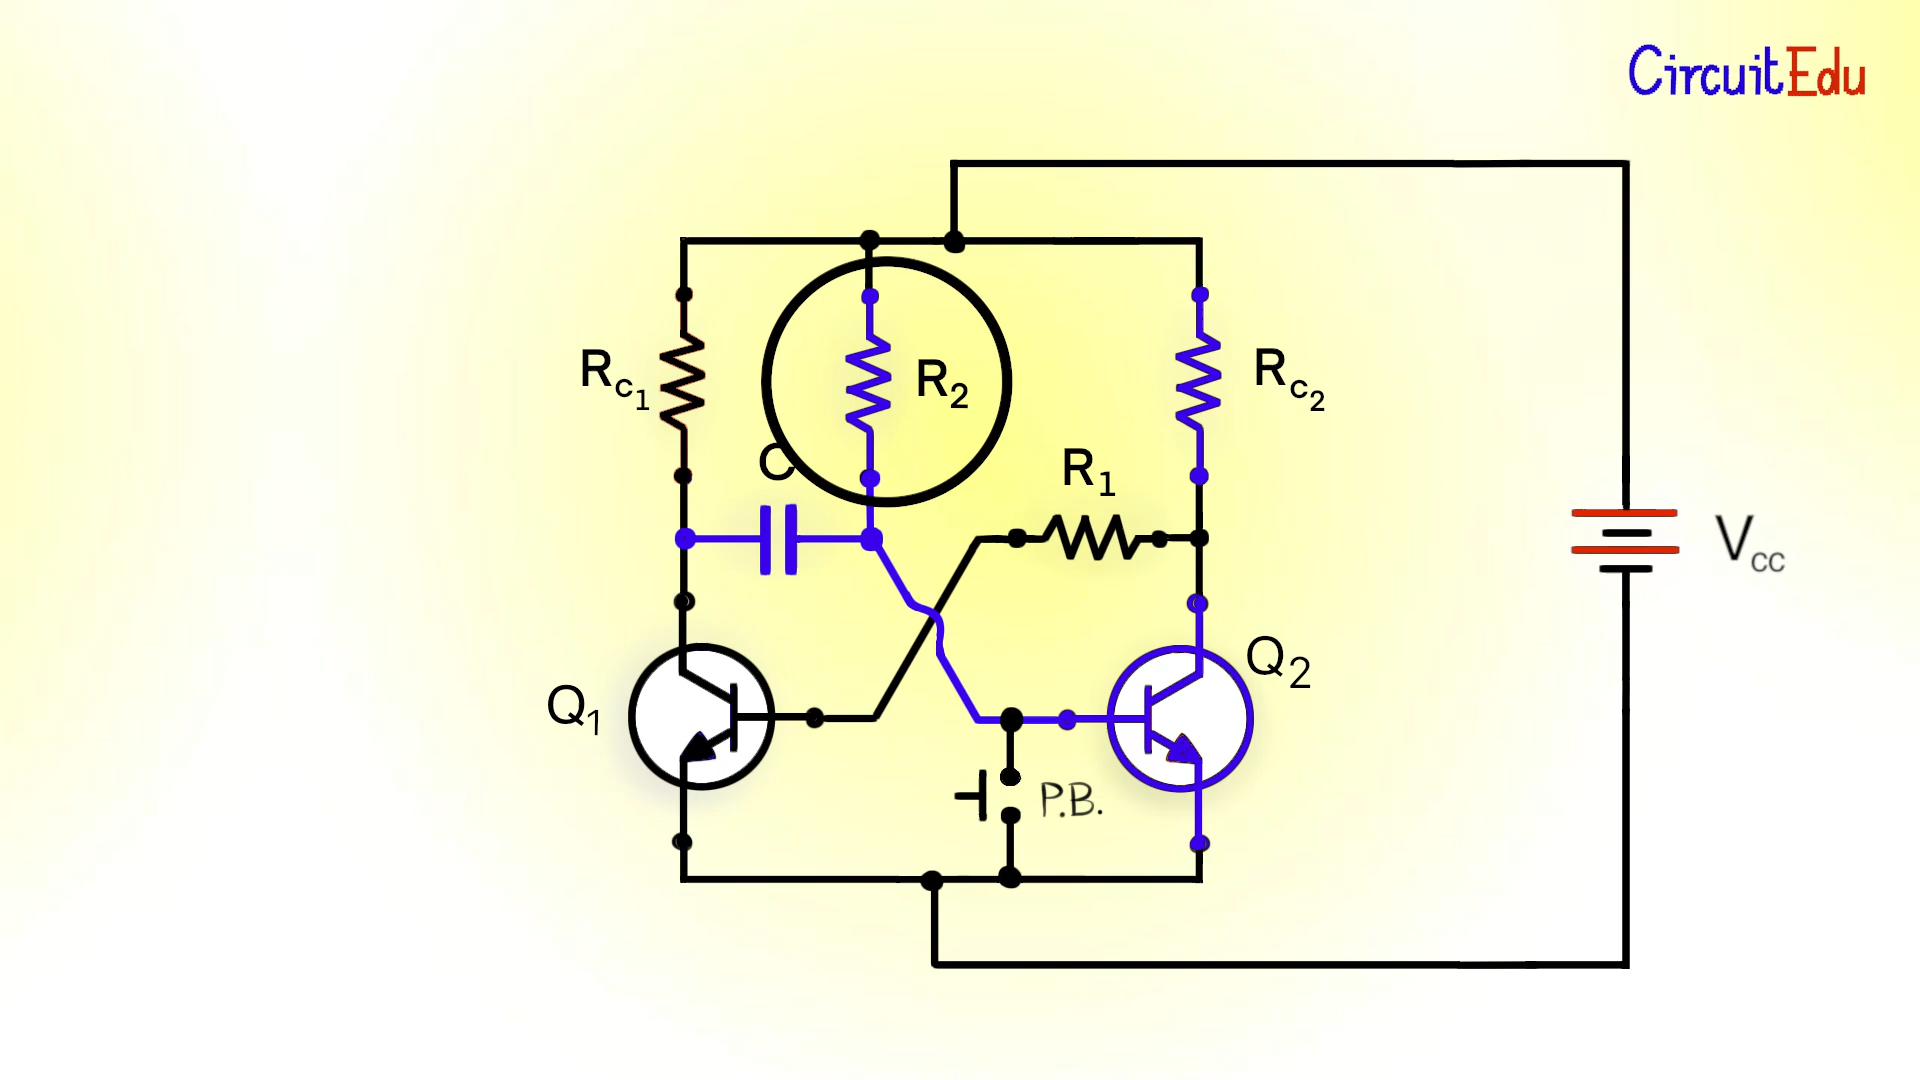 CircuitEdu
Rc1
R2
Rc2
C
R1
Vcc
Q1
Q2
P.B.